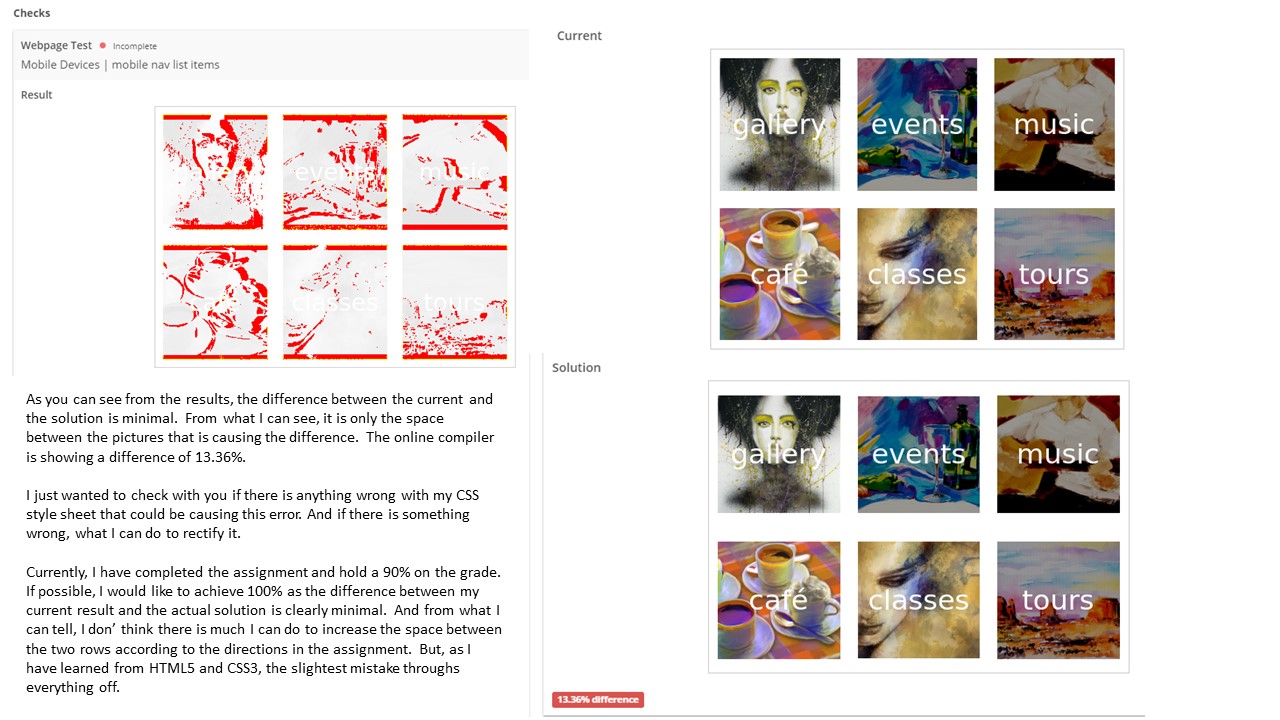 Checks
Webpage Test Incomplete
Mobile Devices | mobile nav list items
Result
gallery events music
café classes tours
As you can see from the results, the difference between the current and
the solution is minimal. From what I can see, it is only the space
between the pictures that is causing the difference. The online compiler
is showing a difference of 13.36%.
I just wanted to check with you if there is anything wrong with my CSS
style sheet that could be causing this error. And if there is something
wrong, what I can do to rectify it.
Currently, I have completed the assignment and hold a 90% on the grade.
If possible, I would like to achieve 100% as the difference between my
current result and the actual solution is clearly minimal. And from what I
can tell, I don’ think there is much I can do to increase the space between
the two rows according to the directions in the assignment. But, as I
have learned from HTML5 and CSS3, the slightest mistake throughs
everything off.
Current
gallery events music
café classes tours
Solution
gallery events music
café classes tours
13.36% difference